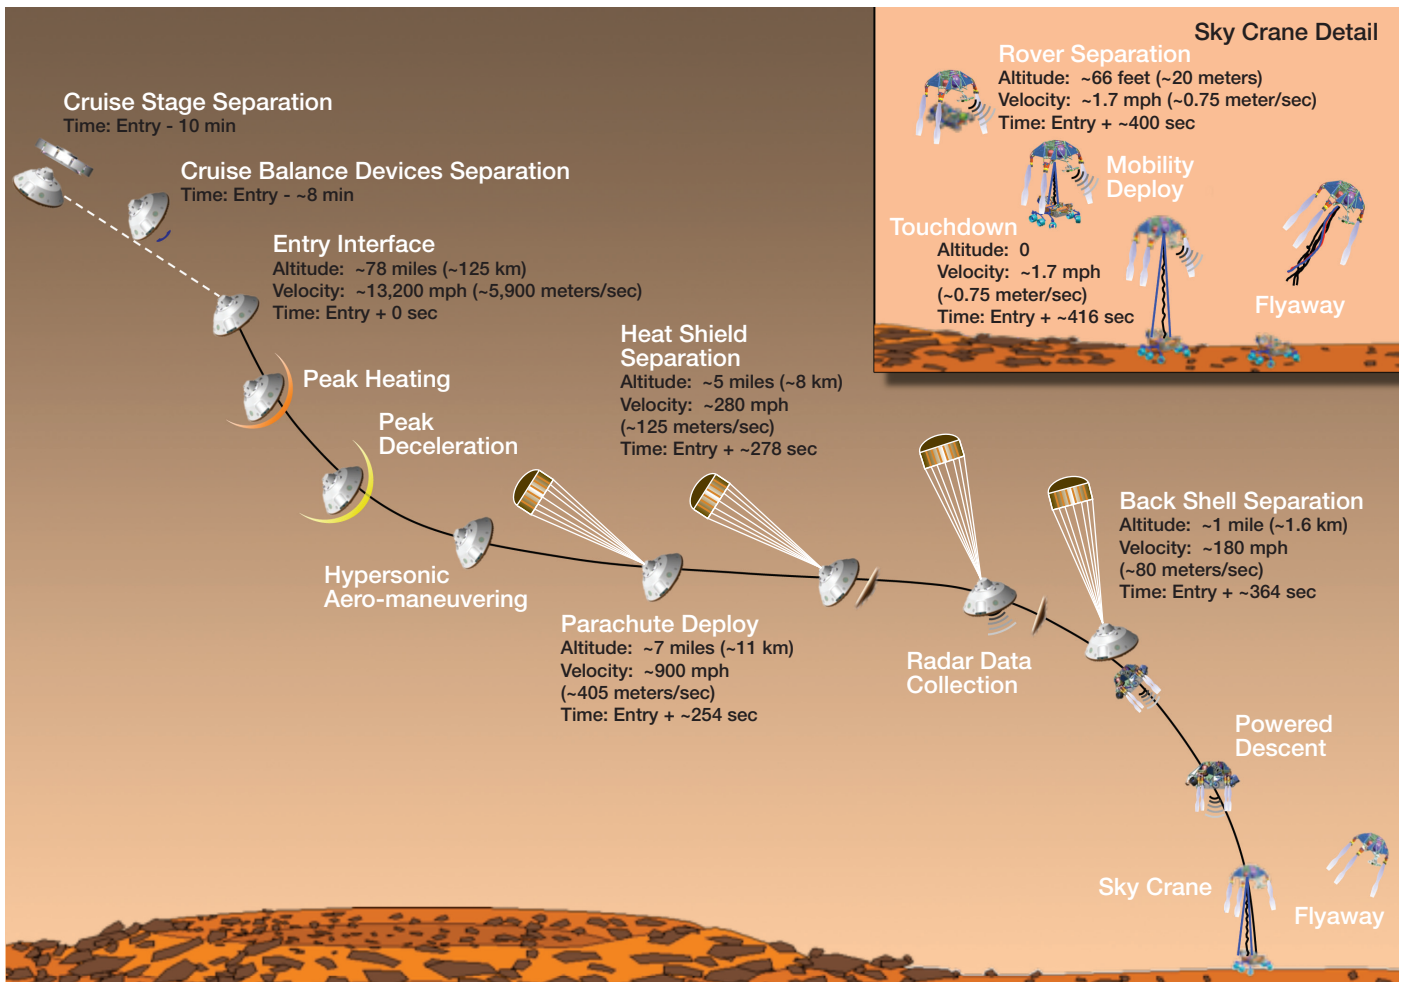 Sky Crane Detail
Rover Separation
Altitude: ~66 feet (~20 meters)
Velocity: ~1.7 mph (~0.75 meter/sec)
Time: Entry + ~400 sec
Mobility
Deploy
Touchdown
Altitude: 0
Velocity: ~1.7 mph
(~0.75 meter/sec)
Time: Entry + ~416 sec
Flyaway
Cruise Stage Separation
Time: Entry - 10 min
Cruise Balance Devices Separation
Time: Entry - ~8 min
Entry Interface
Altitude: ~78 miles (~125 km)
Velocity: ~13,200 mph (~5,900 meters/sec)
Time: Entry + 0 sec
Peak Heating
Peak
Deceleration
Hypersonic
Aero-maneuvering
Parachute Deploy
Altitude: ~7 miles (~11 km)
Velocity: ~900 mph
(~405 meters/sec)
Time: Entry + ~254 sec
Heat Shield
Separation
Altitude: ~5 miles (~8 km)
Velocity: ~280 mph
(~125 meters/sec)
Time: Entry + ~278 sec
Radar Data
Collection
Back Shell Separation
Altitude: ~1 mile (~1.6 km)
Velocity: ~180 mph
(~80 meters/sec)
Time: Entry + ~364 sec
Powered
Descent
Sky Crane
Flyaway